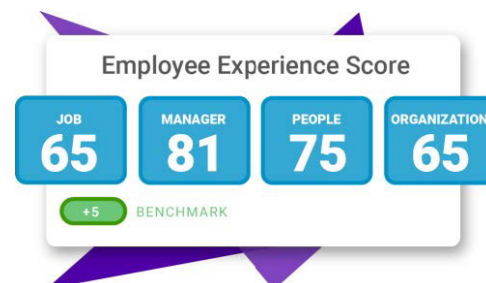 Employee Experience Score
JOB MANAGER PEOPLE ORGANIZATION
65 81 75 65
+5 BENCHMARK